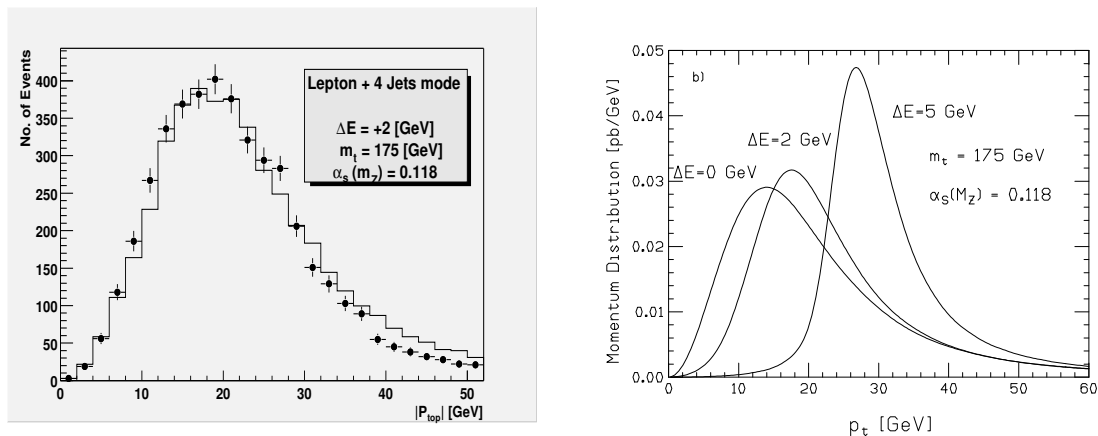 No. of Events
400
350
300
250
200
150
100
50
0
Lepton + 4 Jets mode
ΔE = +2 [GeV]
m_t = 175 [GeV]
α_s (m_Z) = 0.118
0 10 20 30 40 50
|P_top| [GeV]
Momentum Distribution [pb/GeV]
0.05
0.04
0.03
0.02
0.01
0.00
b)
ΔE=5 GeV
ΔE=2 GeV
ΔE=0 GeV
m_t = 175 GeV
α_S(M_Z) = 0.118
0 10 20 30 40 50 60
p_t [GeV]